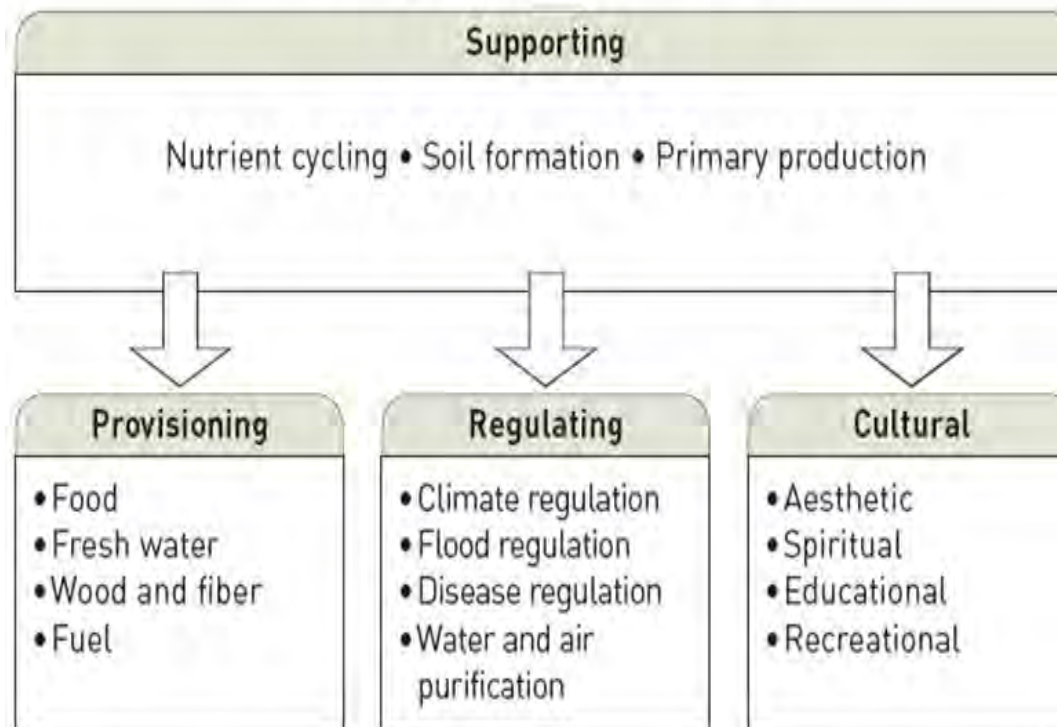 Supporting
Nutrient cycling • Soil formation • Primary production
Provisioning
• Food
• Fresh water
• Wood and fiber
• Fuel
Regulating
• Climate regulation
• Flood regulation
• Disease regulation
• Water and air
purification
Cultural
• Aesthetic
• Spiritual
• Educational
• Recreational